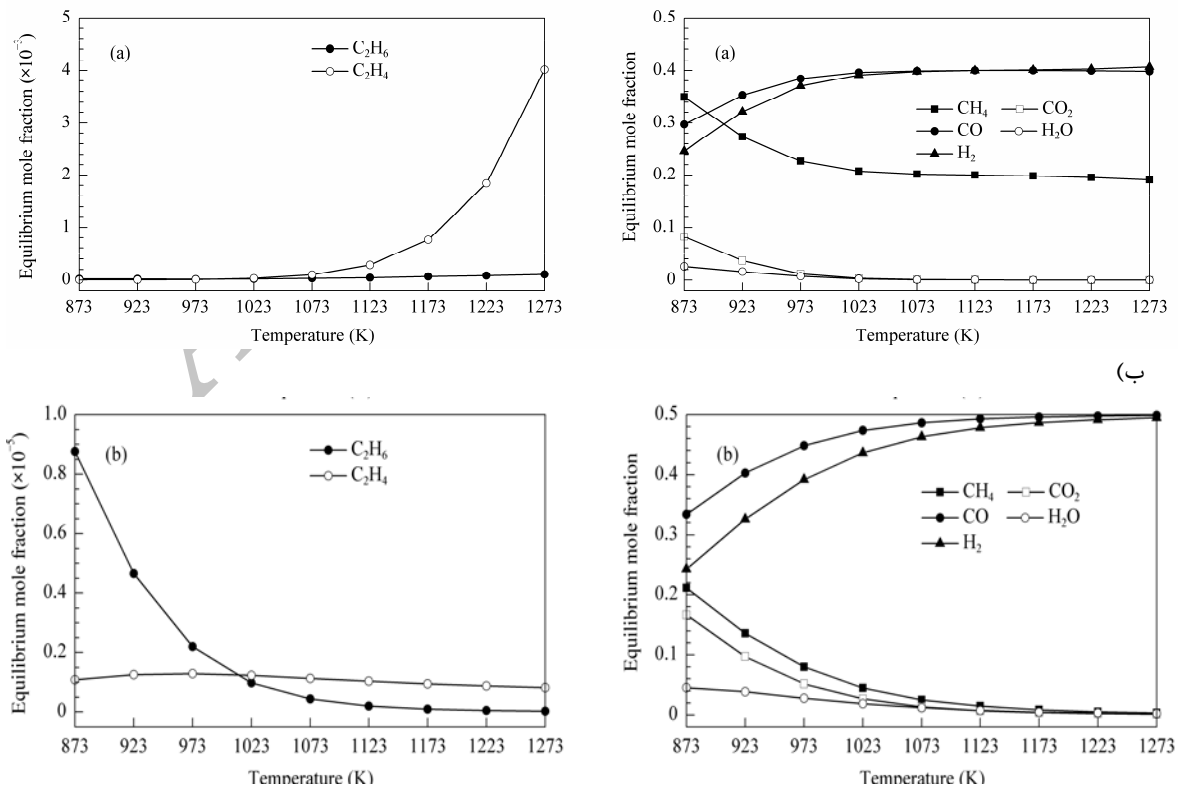 5
4
3
2
1
0
Equilibrium mole fraction (×10⁻³)
(a)
C₂H₆
C₂H₄
873 923 973 1023 1073 1123 1173 1223 1273
Temperature (K)
0.5
0.4
0.3
0.2
0.1
0
Equilibrium mole fraction
(a)
CH₄ CO₂
CO H₂O
H₂
873 923 973 1023 1073 1123 1173 1223 1273
Temperature (K)
ب)
1.0
0.8
0.6
0.4
0.2
0
Equilibrium mole fraction (×10⁻⁵)
(b)
C₂H₆
C₂H₄
873 923 973 1023 1073 1123 1173 1223 1273
Temperature (K)
0.5
0.4
0.3
0.2
0.1
0
Equilibrium mole fraction
(b)
CH₄ CO₂
CO H₂O
H₂
873 923 973 1023 1073 1123 1173 1223 1273
Temperature (K)